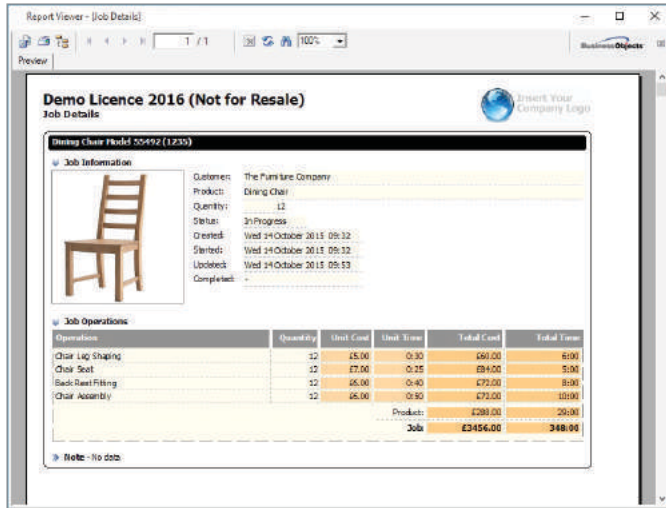 Report Viewer - [Job Details]
1 / 1
100%
BusinessObjects
Preview
Demo Licence 2016 (Not for Resale)
Job Details
Insert Your
Company Logo
Dining Chair Model 55492 (1235)
Job Information
Customer: The Furniture Company
Product: Dining Chair
Quantity: 12
Status: In Progress
Created: Wed 14 October 2015 09:32
Started: Wed 14 October 2015 09:32
Updated: Wed 14 October 2015 09:53
Completed: -
Job Operations
Operation Quantity Unit Cost Unit Time Total Cost Total Time
Chair Leg Shaping 12 £5.00 0:30 £60.00 6:00
Chair Seat 12 £7.00 0:25 £84.00 5:00
Back Rest Fitting 12 £6.00 0:40 £72.00 8:00
Chair Assembly 12 £6.00 0:50 £72.00 10:00
Product: £288.00 29:00
Job: £3456.00 348:00
Note - No data